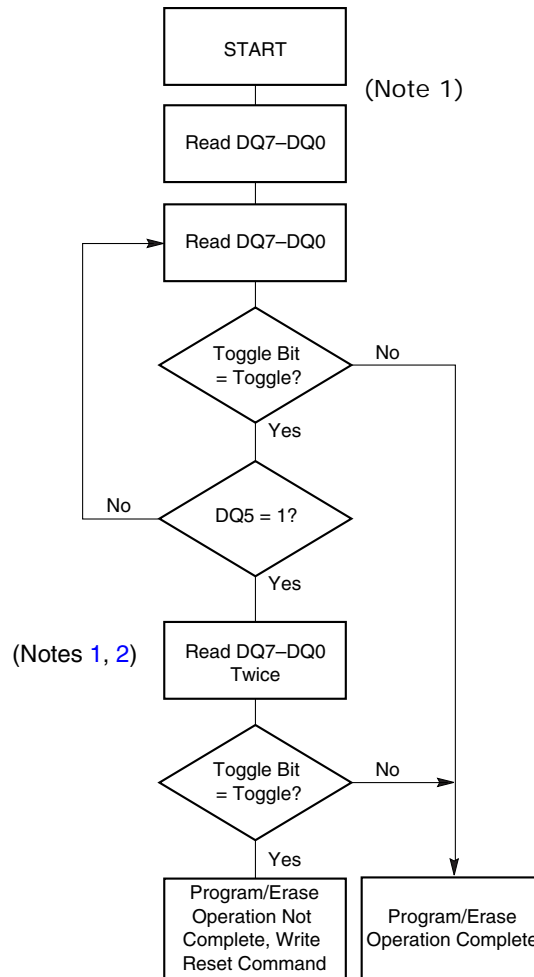 START
(Note 1)
Read DQ7–DQ0
Read DQ7–DQ0
Toggle Bit
= Toggle?
No
Yes
No
DQ5 = 1?
Yes
(Notes 1, 2)
Read DQ7–DQ0
Twice
Toggle Bit
= Toggle?
No
Yes
Program/Erase
Operation Not
Complete, Write
Reset Command
Program/Erase
Operation Complete